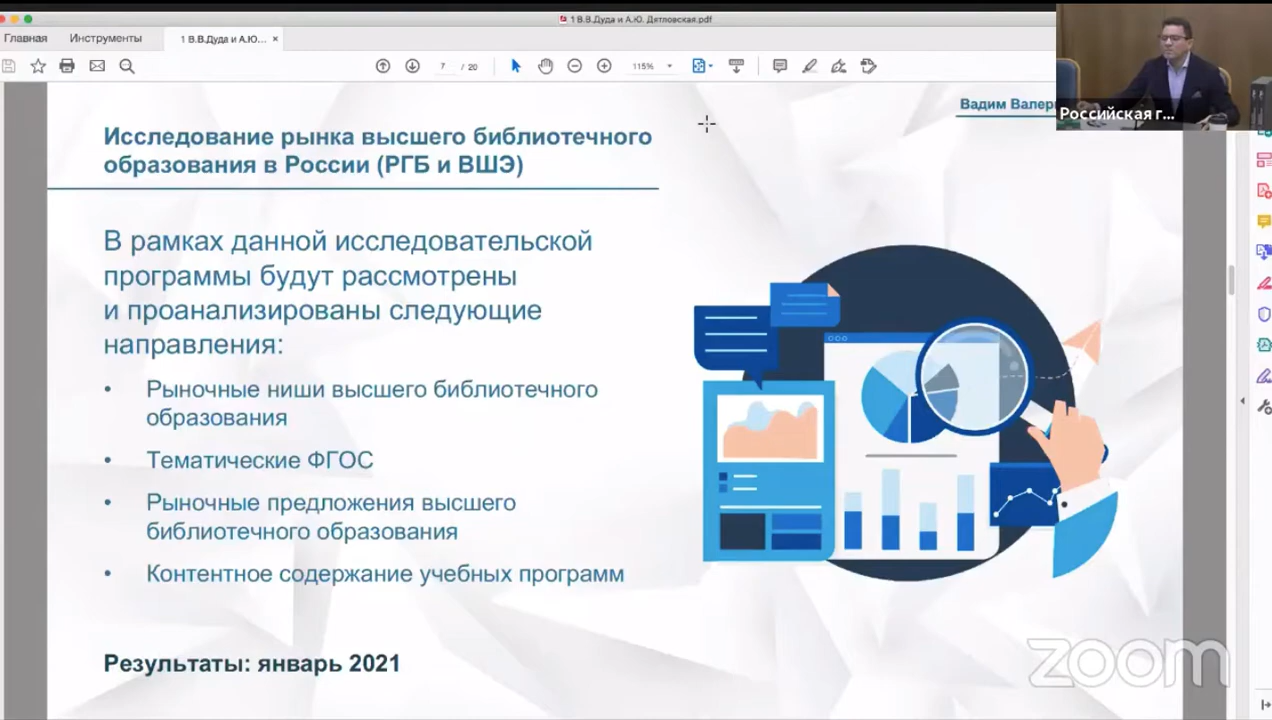 1 В.В.Дуда и А.Ю. Дятловская.pdf
Главная
Инструменты
1 В.В.Дуда и А.Ю... ×
7 / 20
115%
Вадим Валер
Российская г...
Исследование рынка высшего библиотечного
образования в России (РГБ и ВШЭ)
В рамках данной исследовательской
программы будут рассмотрены
и проанализированы следующие
направления:
• Рыночные ниши высшего библиотечного
образования
• Тематические ФГОС
• Рыночные предложения высшего
библиотечного образования
• Контентное содержание учебных программ
Результаты: январь 2021
zoom